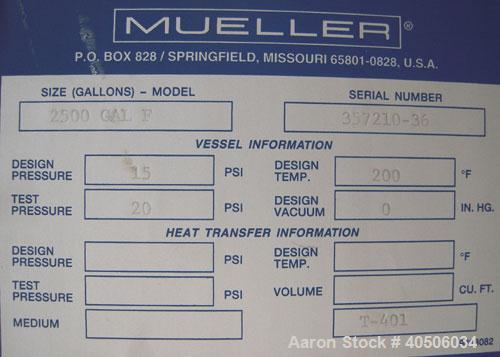 MUELLER®
P.O. BOX 828 / SPRINGFIELD, MISSOURI 65801-0828, U.S.A.
SIZE (GALLONS) – MODEL SERIAL NUMBER
2500 GAL F 357210-36
VESSEL INFORMATION
DESIGN PRESSURE 15 PSI DESIGN TEMP. 200 °F
TEST PRESSURE 20 PSI DESIGN VACUUM 0 IN. HG.
HEAT TRANSFER INFORMATION
DESIGN PRESSURE PSI DESIGN TEMP. °F
TEST PRESSURE PSI VOLUME CU. FT.
MEDIUM T-401
Aaron Stock # 40506034